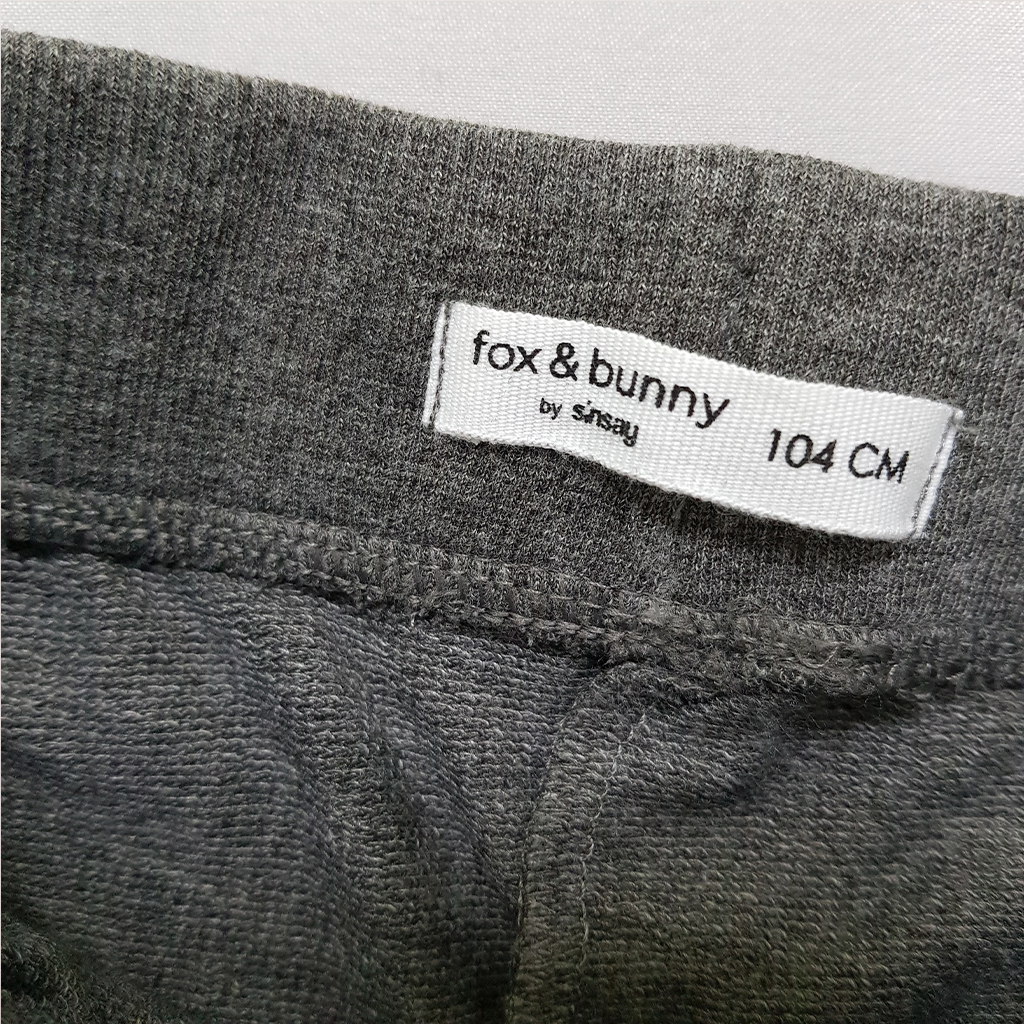 fox & bunny
by sinsay
104 CM